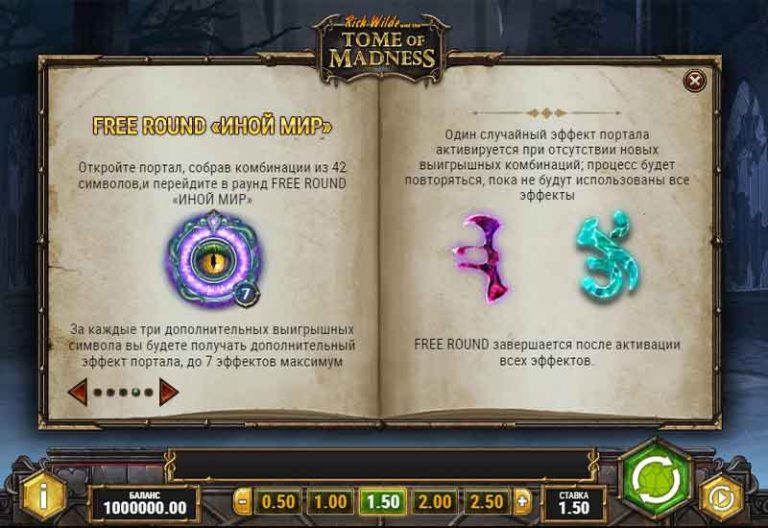 Rich Wilde and the
TOME OF
MADNESS
FREE ROUND «ИНОЙ МИР»
Откройте портал, собрав комбинации из 42
символов,и перейдите в раунд FREE ROUND
«ИНОЙ МИР»
7
За каждые три дополнительных выигрышных
символа вы будете получать дополнительный
эффект портала, до 7 эффектов максимум
Один случайный эффект портала
активируется при отсутствии новых
выигрышных комбинаций; процесс будет
повторяться, пока не будут использованы все
эффекты
FREE ROUND завершается после активации
всех эффектов.
БАЛАНС
1000000.00
- 0.50 1.00 1.50 2.00 2.50 +
СТАВКА
1.50